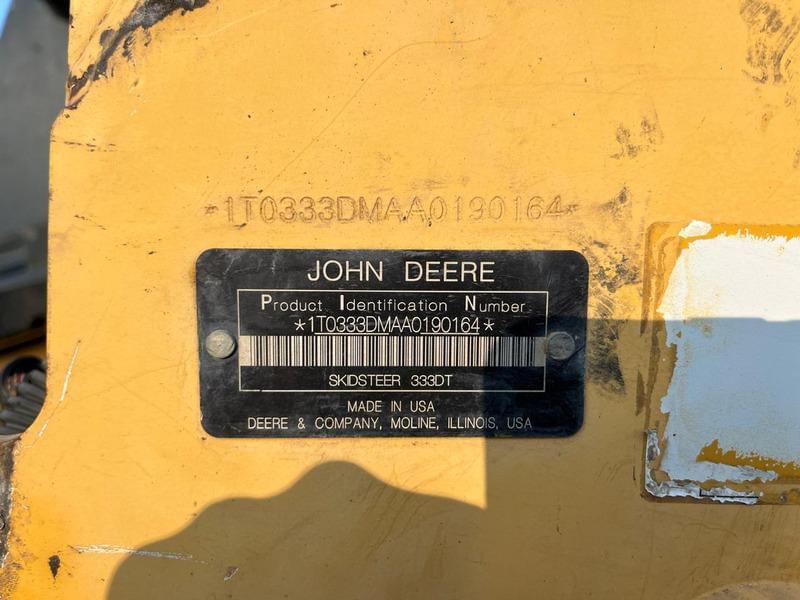 *1T0333DMAA0190164*
JOHN DEERE
Product Identification Number
*1T0333DMAA0190164*
SKIDSTEER 333DT
MADE IN USA
DEERE & COMPANY, MOLINE, ILLINOIS, USA